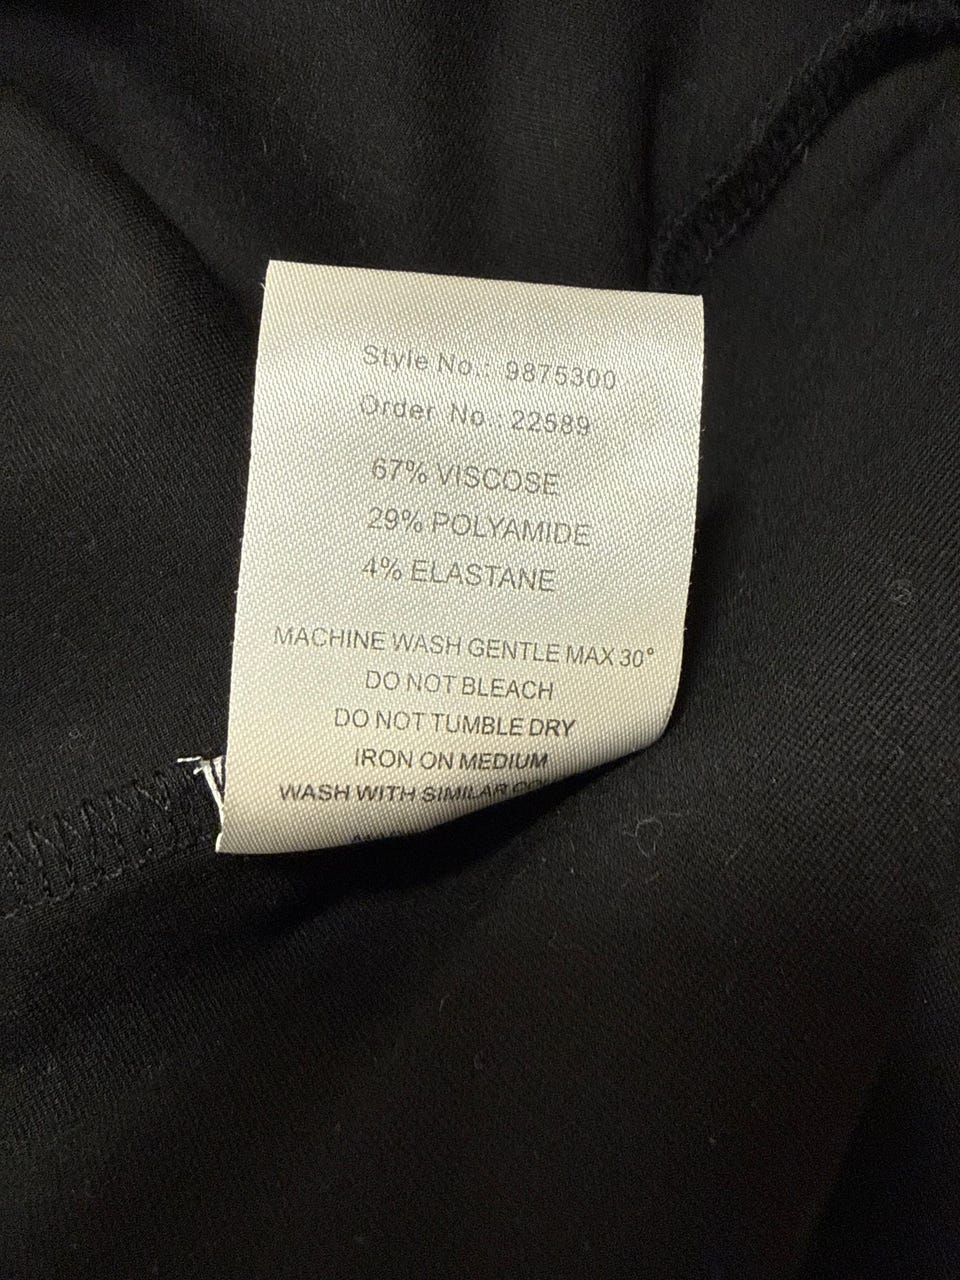 Style No.: 9875300
Order No.: 22589
67% VISCOSE
29% POLYAMIDE
4% ELASTANE
MACHINE WASH GENTLE MAX 30°
DO NOT BLEACH
DO NOT TUMBLE DRY
IRON ON MEDIUM
WASH WITH SIMILAR